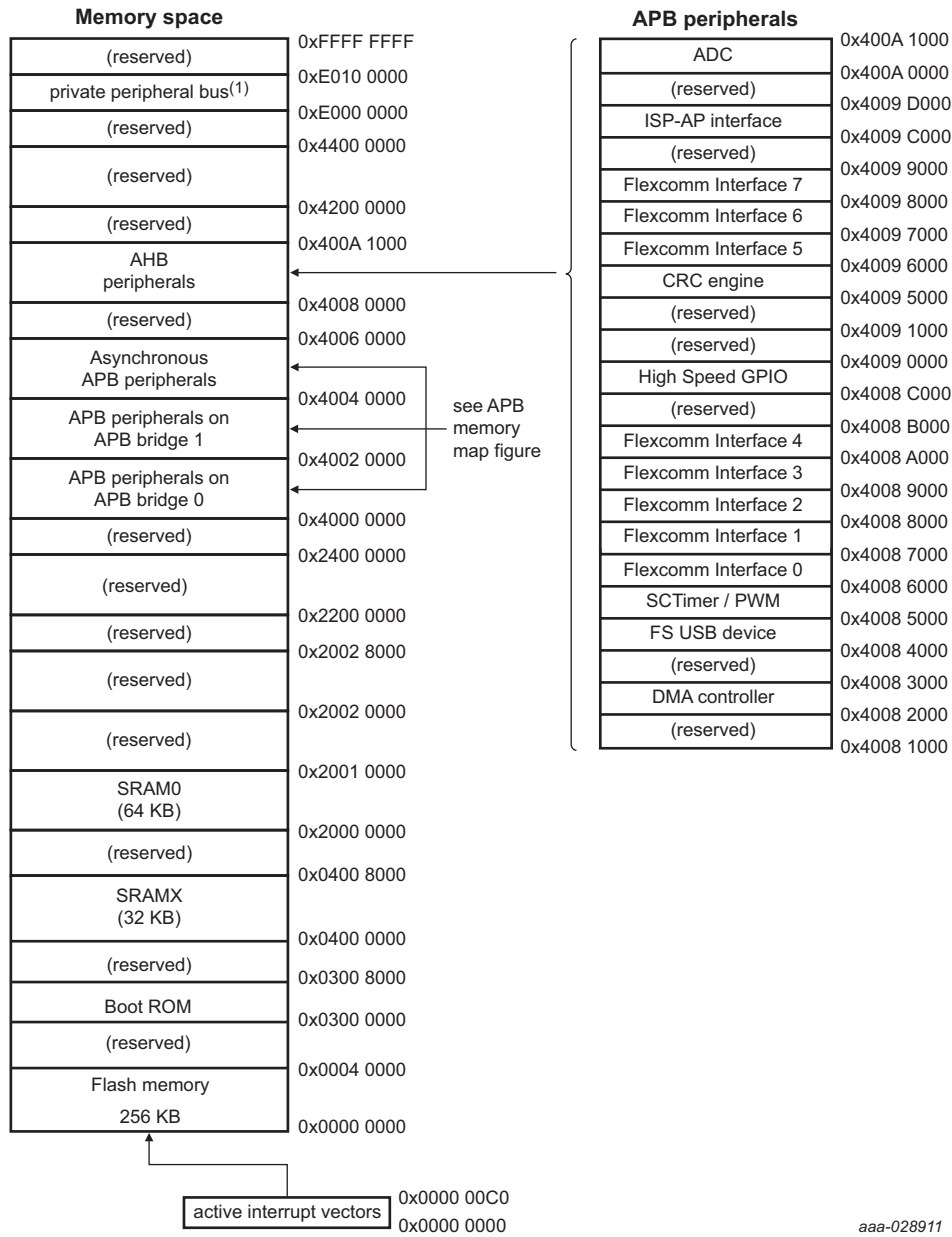 Memory space
0xFFFF FFFF
(reserved)
0xE010 0000
private peripheral bus(1)
0xE000 0000
(reserved)
0x4400 0000
(reserved)
0x4200 0000
(reserved)
0x400A 1000
AHB
peripherals
0x4008 0000
(reserved)
0x4006 0000
Asynchronous
APB peripherals
0x4004 0000
APB peripherals on
APB bridge 1
0x4002 0000
APB peripherals on
APB bridge 0
0x4000 0000
(reserved)
0x2400 0000
(reserved)
0x2200 0000
(reserved)
0x2002 8000
(reserved)
0x2002 0000
(reserved)
0x2001 0000
SRAM0
(64 KB)
0x2000 0000
(reserved)
0x0400 8000
SRAMX
(32 KB)
0x0400 0000
(reserved)
0x0300 8000
Boot ROM
0x0300 0000
(reserved)
0x0004 0000
Flash memory
256 KB
0x0000 0000
active interrupt vectors
0x0000 00C0
0x0000 0000
see APB
memory
map figure
APB peripherals
0x400A 1000
ADC
0x400A 0000
(reserved)
0x4009 D000
ISP-AP interface
0x4009 C000
(reserved)
0x4009 9000
Flexcomm Interface 7
0x4009 8000
Flexcomm Interface 6
0x4009 7000
Flexcomm Interface 5
0x4009 6000
CRC engine
0x4009 5000
(reserved)
0x4009 1000
(reserved)
0x4009 0000
High Speed GPIO
0x4008 C000
(reserved)
0x4008 B000
Flexcomm Interface 4
0x4008 A000
Flexcomm Interface 3
0x4008 9000
Flexcomm Interface 2
0x4008 8000
Flexcomm Interface 1
0x4008 7000
Flexcomm Interface 0
0x4008 6000
SCTimer / PWM
0x4008 5000
FS USB device
0x4008 4000
(reserved)
0x4008 3000
DMA controller
0x4008 2000
(reserved)
0x4008 1000
aaa-028911